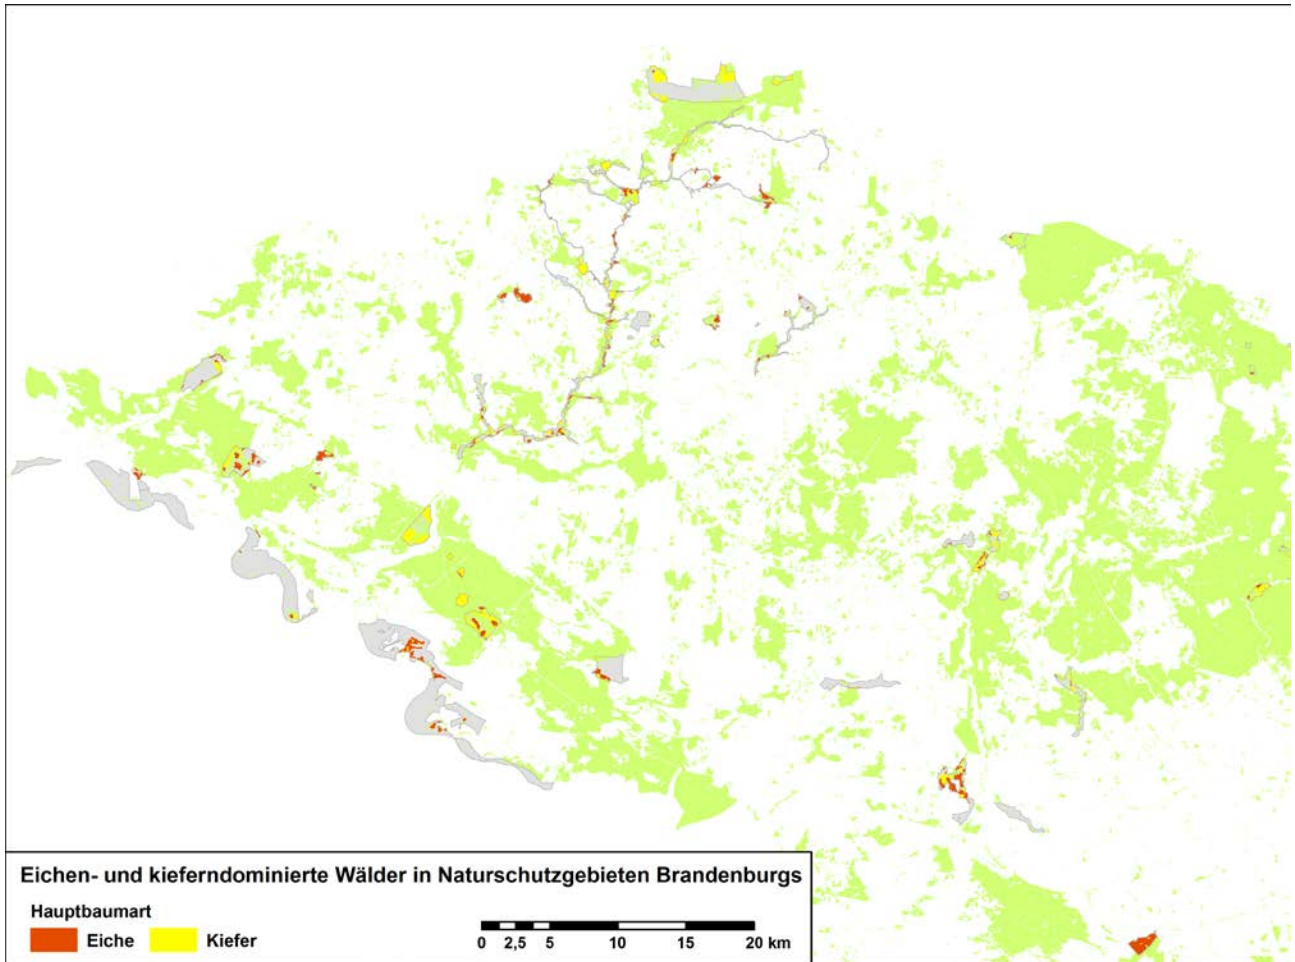 Eichen- und kieferndominierte Wälder in Naturschutzgebieten Brandenburgs
Hauptbaumart
Eiche Kiefer
0 2,5 5 10 15 20 km